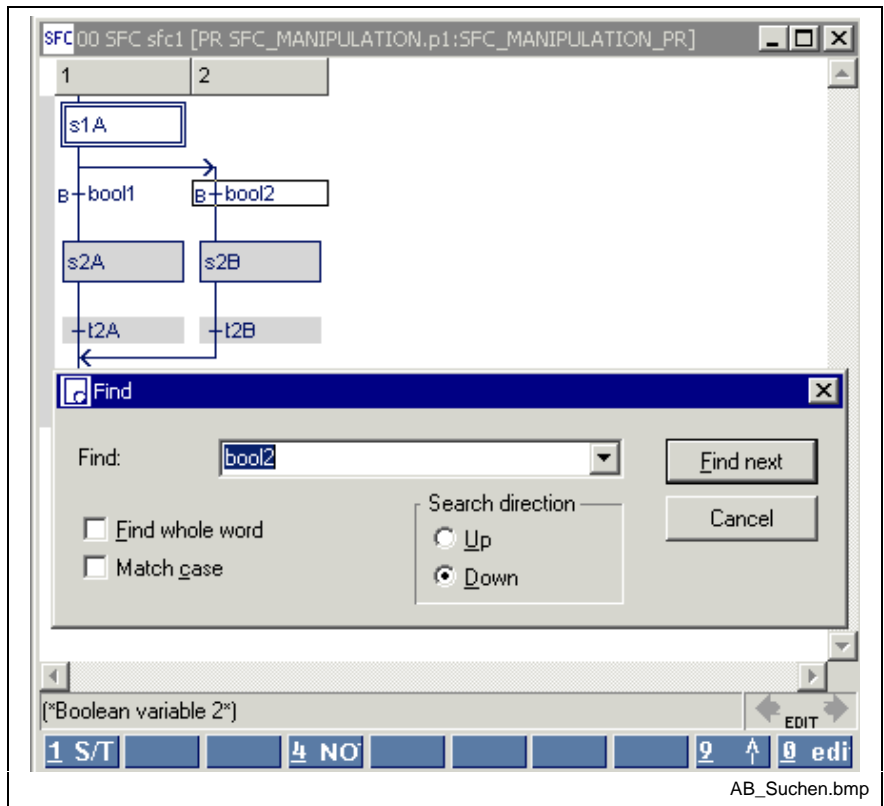 SFC 00 SFC sfc1 [PR SFC_MANIPULATION.p1:SFC_MANIPULATION_PR]
1 2
s1A
B bool1 B bool2
s2A s2B
t2A t2B
Find
Find: bool2 Find next
Search direction
Find whole word Up Cancel
Match case Down
(*Boolean variable 2*) EDIT
1 S/T 4 NO 9 0 edi
AB_Suchen.bmp